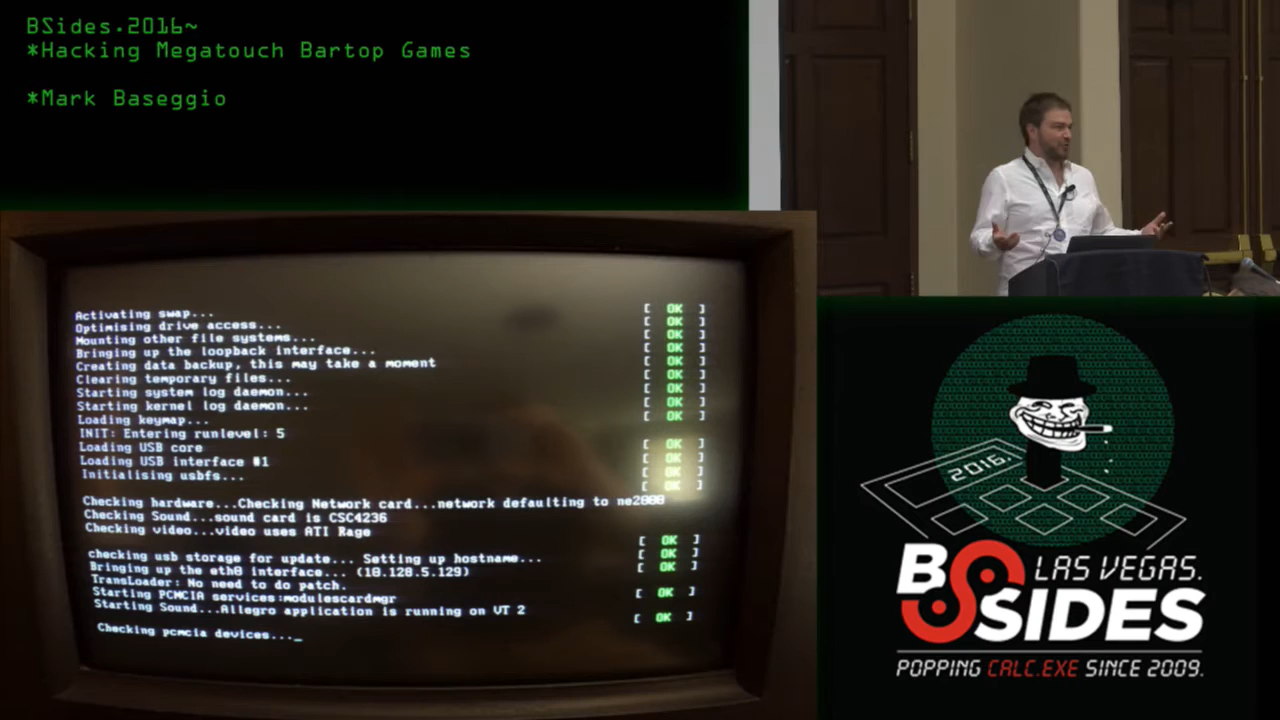 BSides.2016~
*Hacking Megatouch Bartop Games
*Mark Baseggio
Activating swap...
Optimising drive access... [ OK ]
Mounting other file systems... [ OK ]
Bringing up the loopback interface... [ OK ]
Creating data backup, this may take a moment [ OK ]
Clearing temporary files... [ OK ]
Starting system log daemon... [ OK ]
Starting kernel log daemon... [ OK ]
Loading keymap... [ OK ]
INIT: Entering runlevel: 5
Loading USB core [ OK ]
Loading USB interface #1 [ OK ]
Initialising usbfs... [ OK ]
[ OK ]
Checking hardware...Checking Network card...network defaulting to ne2000
Checking Sound...sound card is CSC4236
Checking video...video uses ATI Rage
[ OK ]
checking usb storage for update... Setting up hostname... [ OK ]
Bringing up the eth0 interface... (10.128.5.129) [ OK ]
TransLoader: No need to do patch.
Starting PCMCIA services:modulescardmgr [ OK ]
Starting Sound...Allegro application is running on VT 2
[ OK ]
Checking pcmcia devices..._
2016.
BSIDES
LAS VEGAS.
POPPING CALC.EXE SINCE 2009.